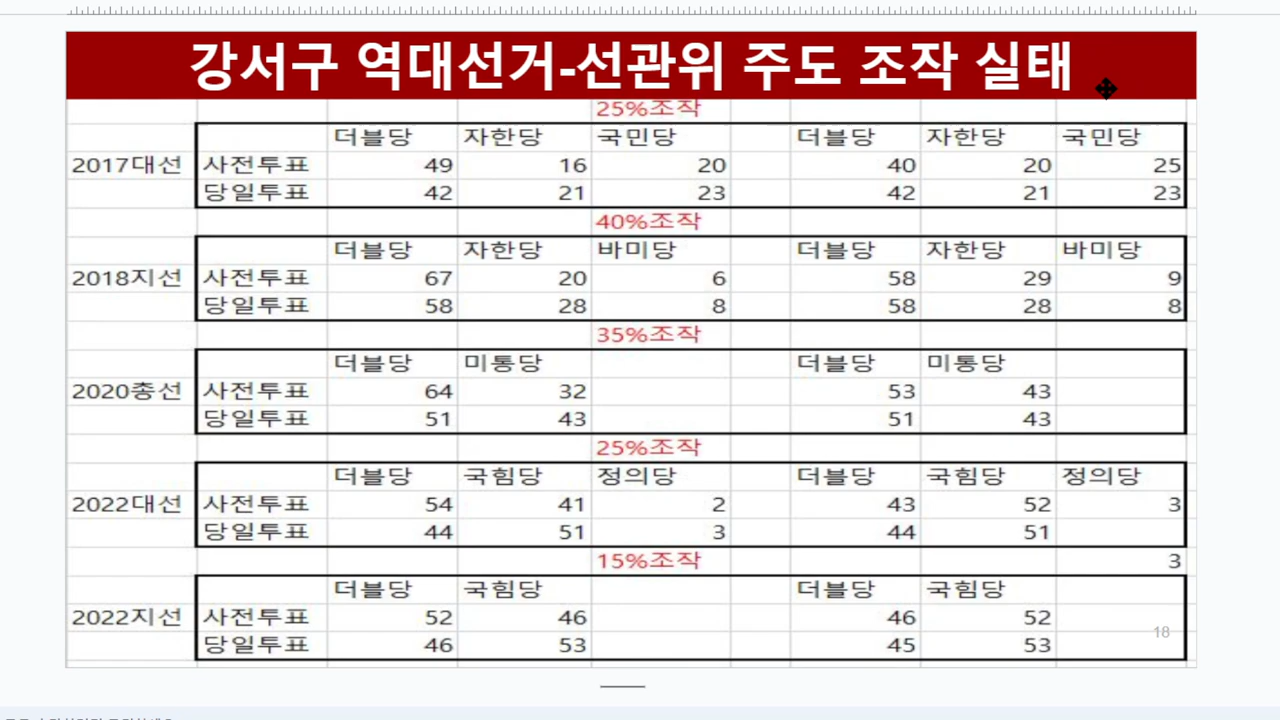 강서구 역대선거-선관위 주도 조작 실태
25%조작
더블당 자한당 국민당 더블당 자한당 국민당
2017대선 사전투표 49 16 20 40 20 25
당일투표 42 21 23 42 21 23
40%조작
더블당 자한당 바미당 더블당 자한당 바미당
2018지선 사전투표 67 20 6 58 29 9
당일투표 58 28 8 58 28 8
35%조작
더블당 미통당 더블당 미통당
2020총선 사전투표 64 32 53 43
당일투표 51 43 51 43
25%조작
더블당 국힘당 정의당 더블당 국힘당 정의당
2022대선 사전투표 54 41 2 43 52 3
당일투표 44 51 3 44 51
15%조작 3
더블당 국힘당 더블당 국힘당
2022지선 사전투표 52 46 46 52
18
당일투표 46 53 45 53